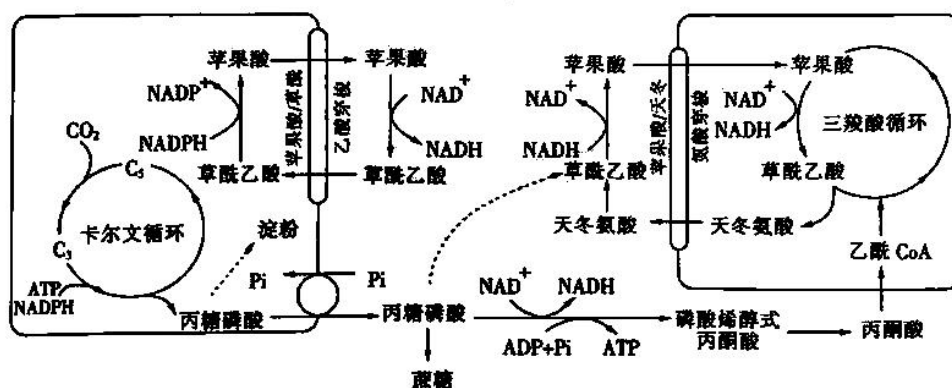 苹果酸
苹果酸
NADP+
NADPH
草酰乙酸
苹果酸/草酰
乙酸穿梭
NAD+
NADH
草酰乙酸
CO2
C5
C3
卡尔文循环
ATP
NADPH
淀粉
丙糖磷酸
Pi
Pi
丙糖磷酸
蔗糖
苹果酸
NAD+
NADH
草酰乙酸
天冬氨酸
苹果酸/天冬
氨酸穿梭
苹果酸
NAD+
NADH
草酰乙酸
天冬氨酸
三羧酸循环
乙酰 CoA
NAD+
NADH
ADP+Pi
ATP
磷酸烯醇式
丙酮酸
丙酮酸